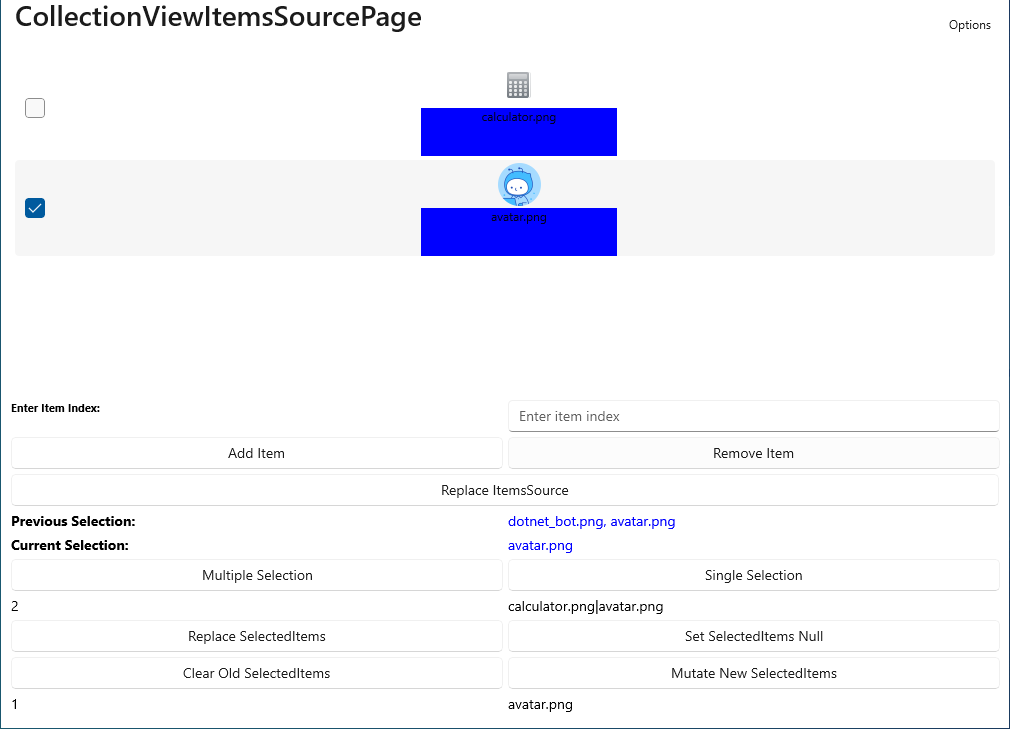 CollectionViewItemsSourcePage
Options
calculator.png
avatar.png
Enter Item Index:
Enter item index
Add Item
Remove Item
Replace ItemsSource
Previous Selection:
dotnet_bot.png, avatar.png
Current Selection:
avatar.png
Multiple Selection
Single Selection
2
calculator.png|avatar.png
Replace SelectedItems
Set SelectedItems Null
Clear Old SelectedItems
Mutate New SelectedItems
1
avatar.png